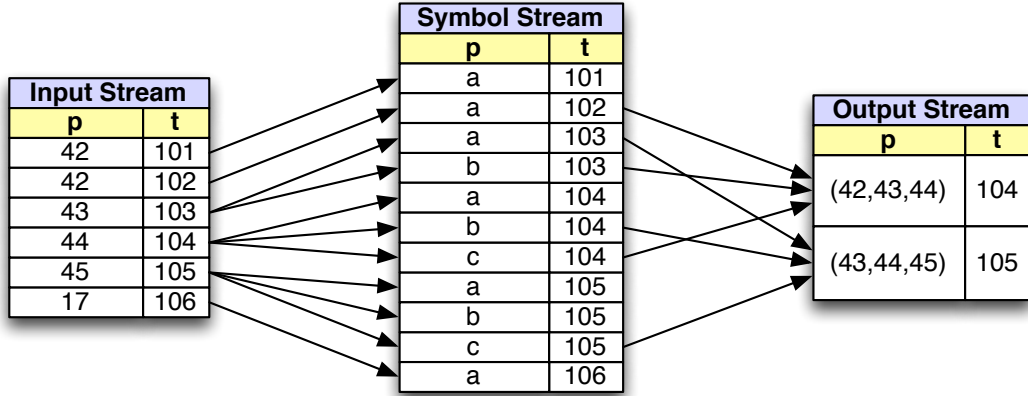 Input Stream
p t
42 101
42 102
43 103
44 104
45 105
17 106
Symbol Stream
p t
a 101
a 102
a 103
b 103
a 104
b 104
c 104
a 105
b 105
c 105
a 106
Output Stream
p t
(42,43,44) 104
(43,44,45) 105